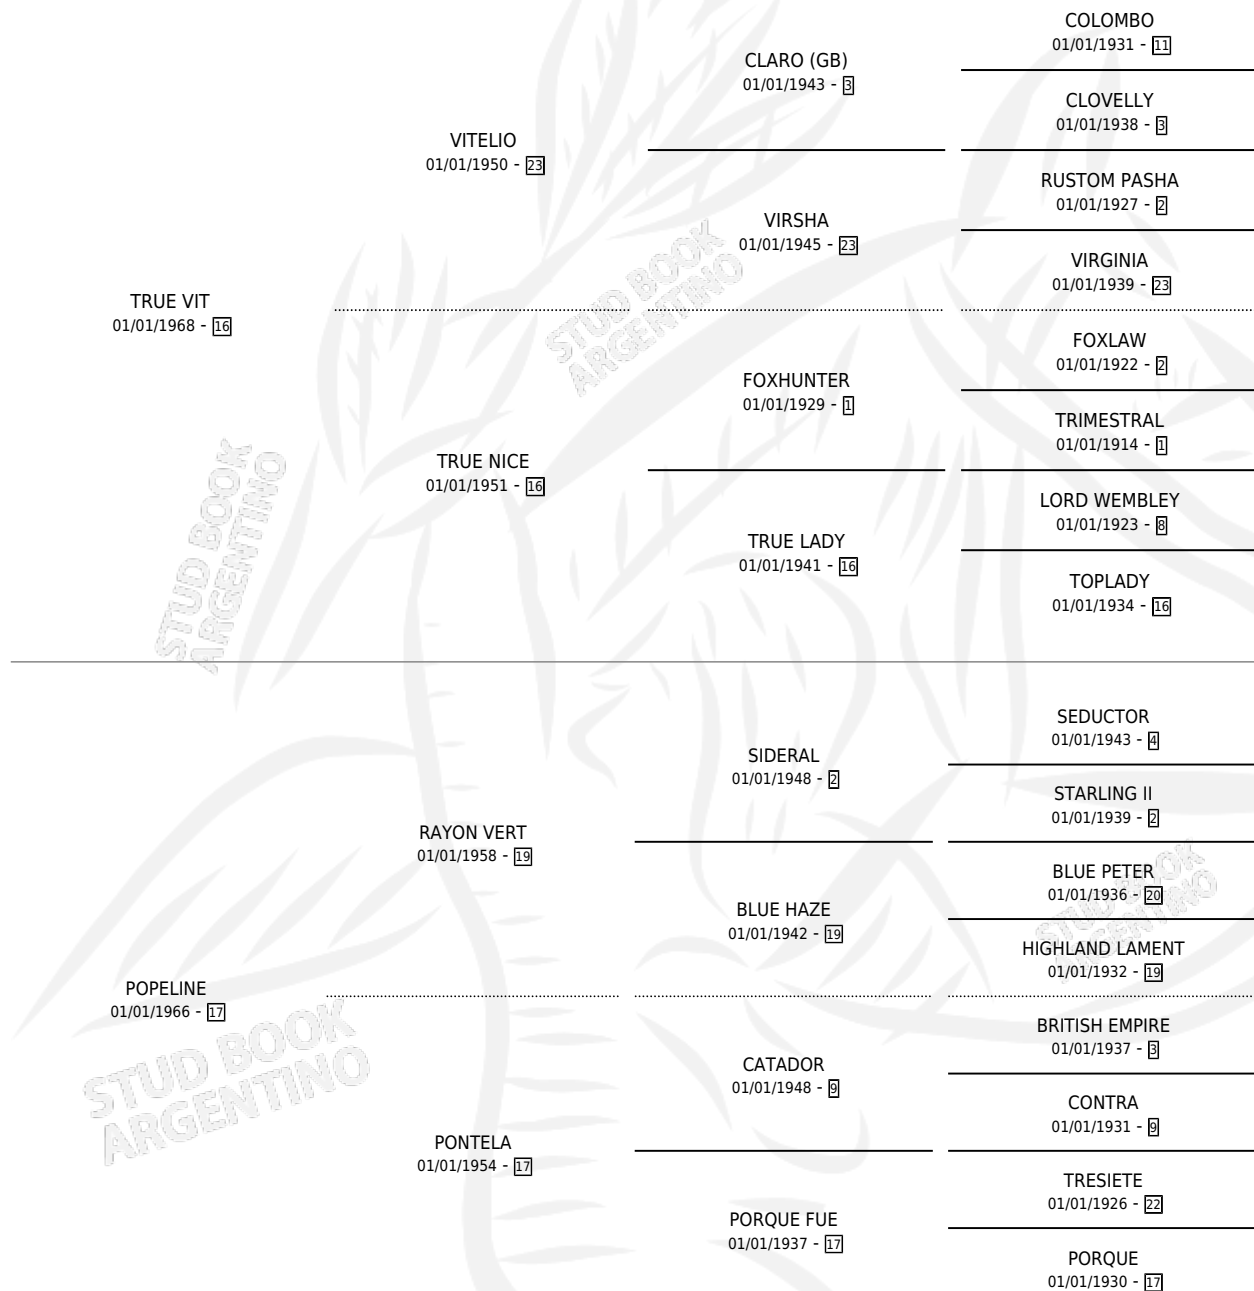 COLOMBO
01/01/1931 - 11
CLARO (GB)
01/01/1943 - 3
CLOVELLY
01/01/1938 - 3
VITELIO
01/01/1950 - 23
RUSTOM PASHA
01/01/1927 - 2
VIRSHA
01/01/1945 - 23
VIRGINIA
01/01/1939 - 23
TRUE VIT
01/01/1968 - 16
STUD BOOK
ARGENTINO
FOXLAW
01/01/1922 - 2
FOXHUNTER
01/01/1929 - 1
TRIMESTRAL
01/01/1914 - 1
TRUE NICE
01/01/1951 - 16
LORD WEMBLEY
01/01/1923 - 8
TRUE LADY
01/01/1941 - 16
TOPLADY
01/01/1934 - 16
STUD BOOK
ARGENTINO
SEDUCTOR
01/01/1943 - 4
SIDERAL
01/01/1948 - 2
STARLING II
01/01/1939 - 2
RAYON VERT
01/01/1958 - 19
BLUE PETER
01/01/1936 - 20
BLUE HAZE
01/01/1942 - 19
STUD BOOK
ARGENTINO
HIGHLAND LAMENT
01/01/1932 - 19
POPELINE
01/01/1966 - 17
BRITISH EMPIRE
01/01/1937 - 3
STUD BOOK
ARGENTINO
CATADOR
01/01/1948 - 9
CONTRA
01/01/1931 - 9
PONTELA
01/01/1954 - 17
TRESIETE
01/01/1926 - 22
PORQUE FUE
01/01/1937 - 17
PORQUE
01/01/1930 - 17